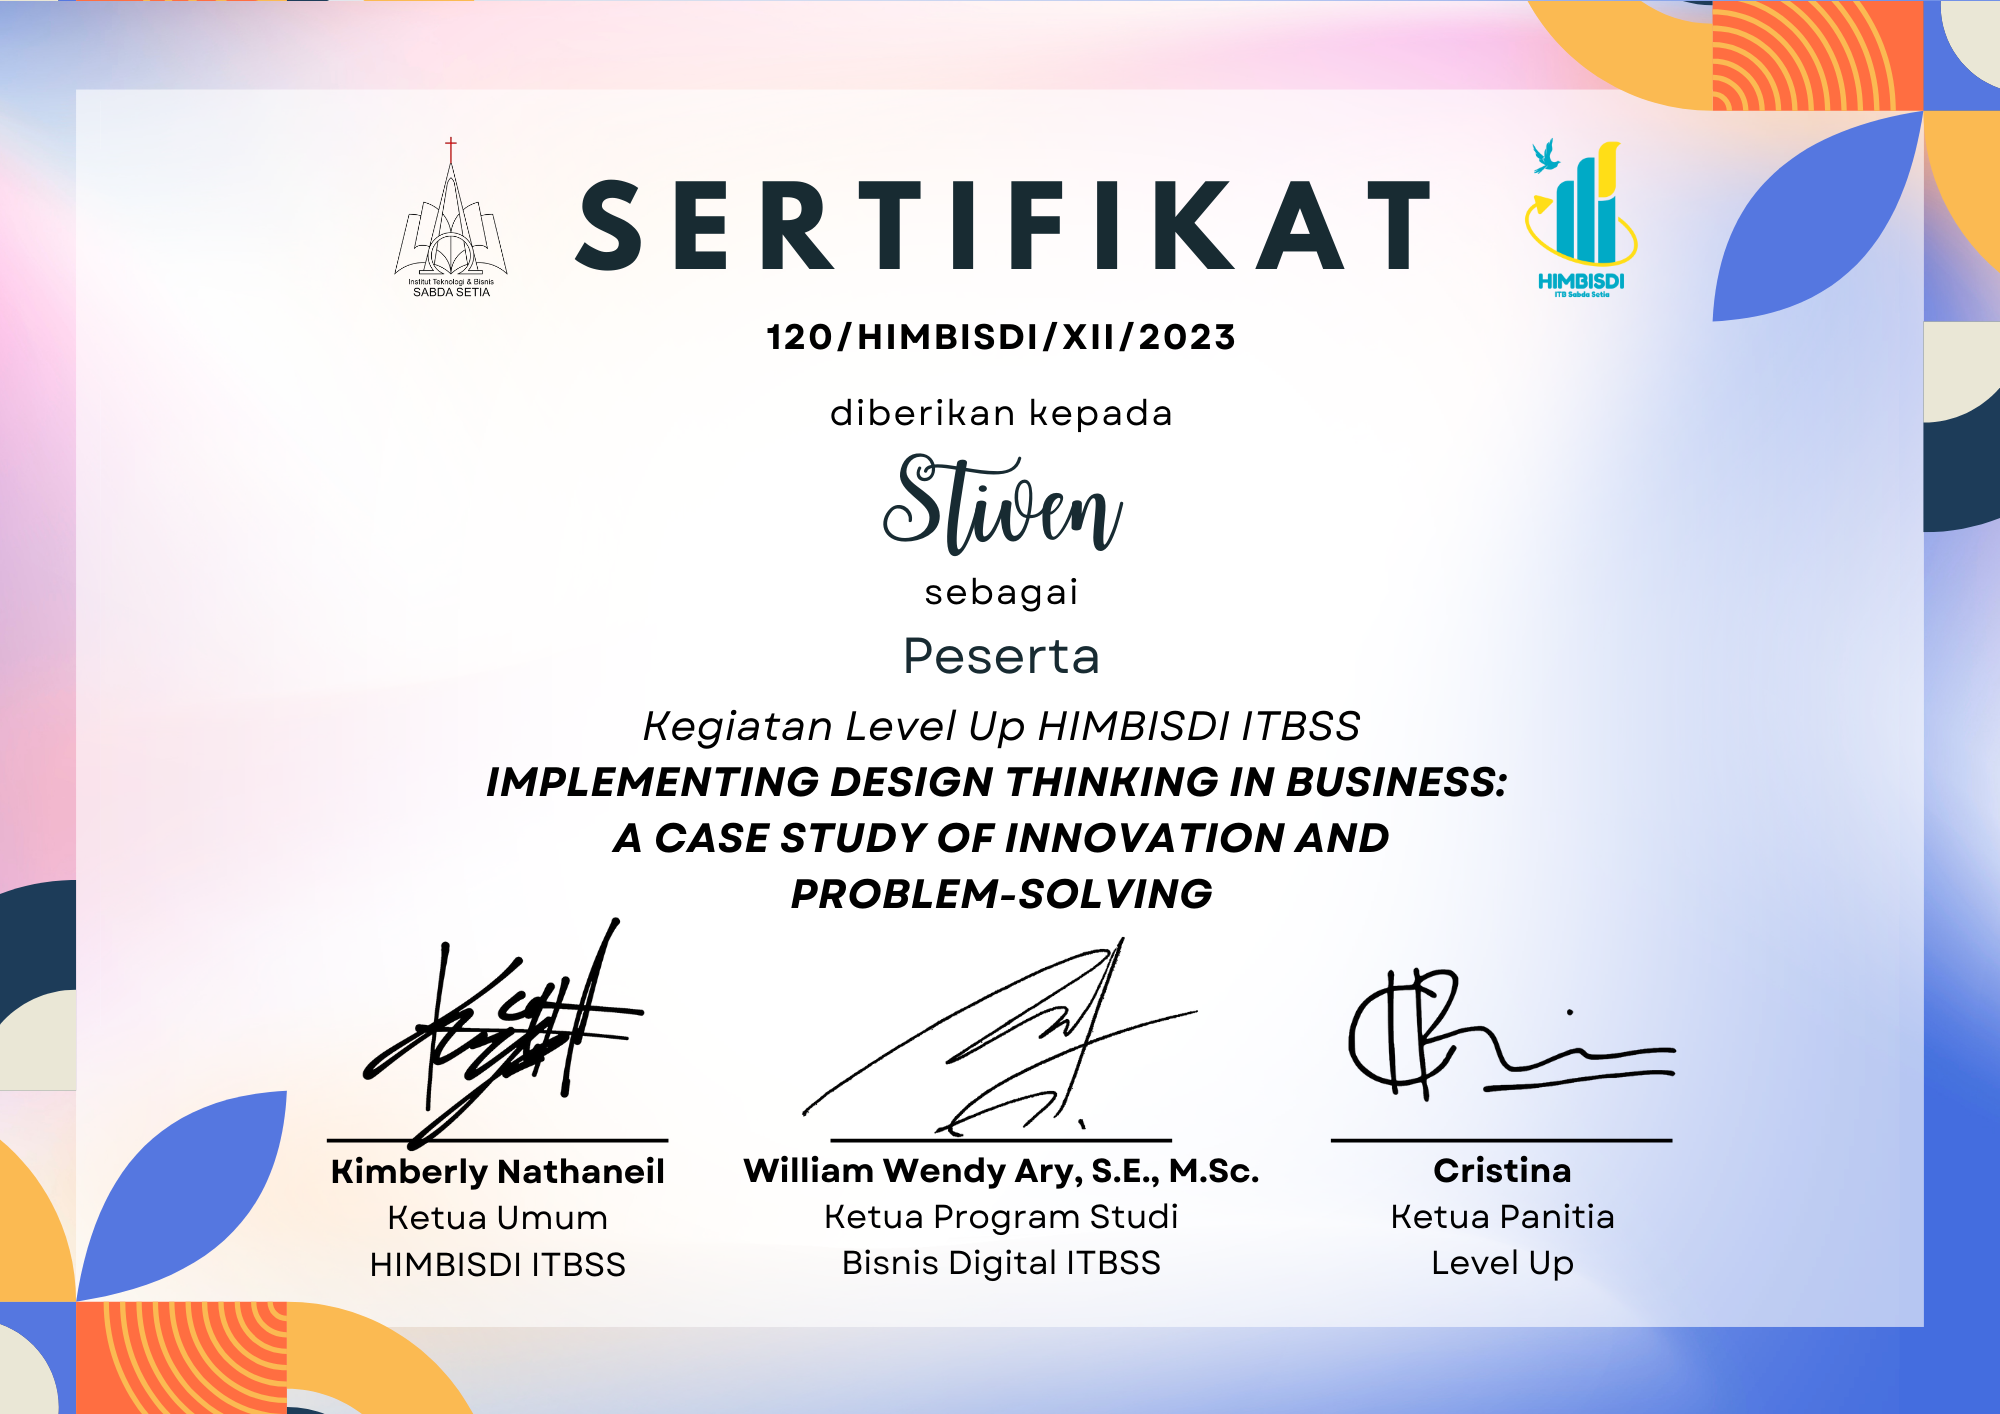 Institut Teknologi & Bisnis
SABDA SETIA
SERTIFIKAT
HIMBISDI
ITB Sabda Setia
120/HIMBISDI/XII/2023
diberikan kepada
Stiven
sebagai
Peserta
Kegiatan Level Up HIMBISDI ITBSS
IMPLEMENTING DESIGN THINKING IN BUSINESS:
A CASE STUDY OF INNOVATION AND
PROBLEM-SOLVING
Kimberly Nathaneil
Ketua Umum
HIMBISDI ITBSS
William Wendy Ary, S.E., M.Sc.
Ketua Program Studi
Bisnis Digital ITBSS
Cristina
Ketua Panitia
Level Up